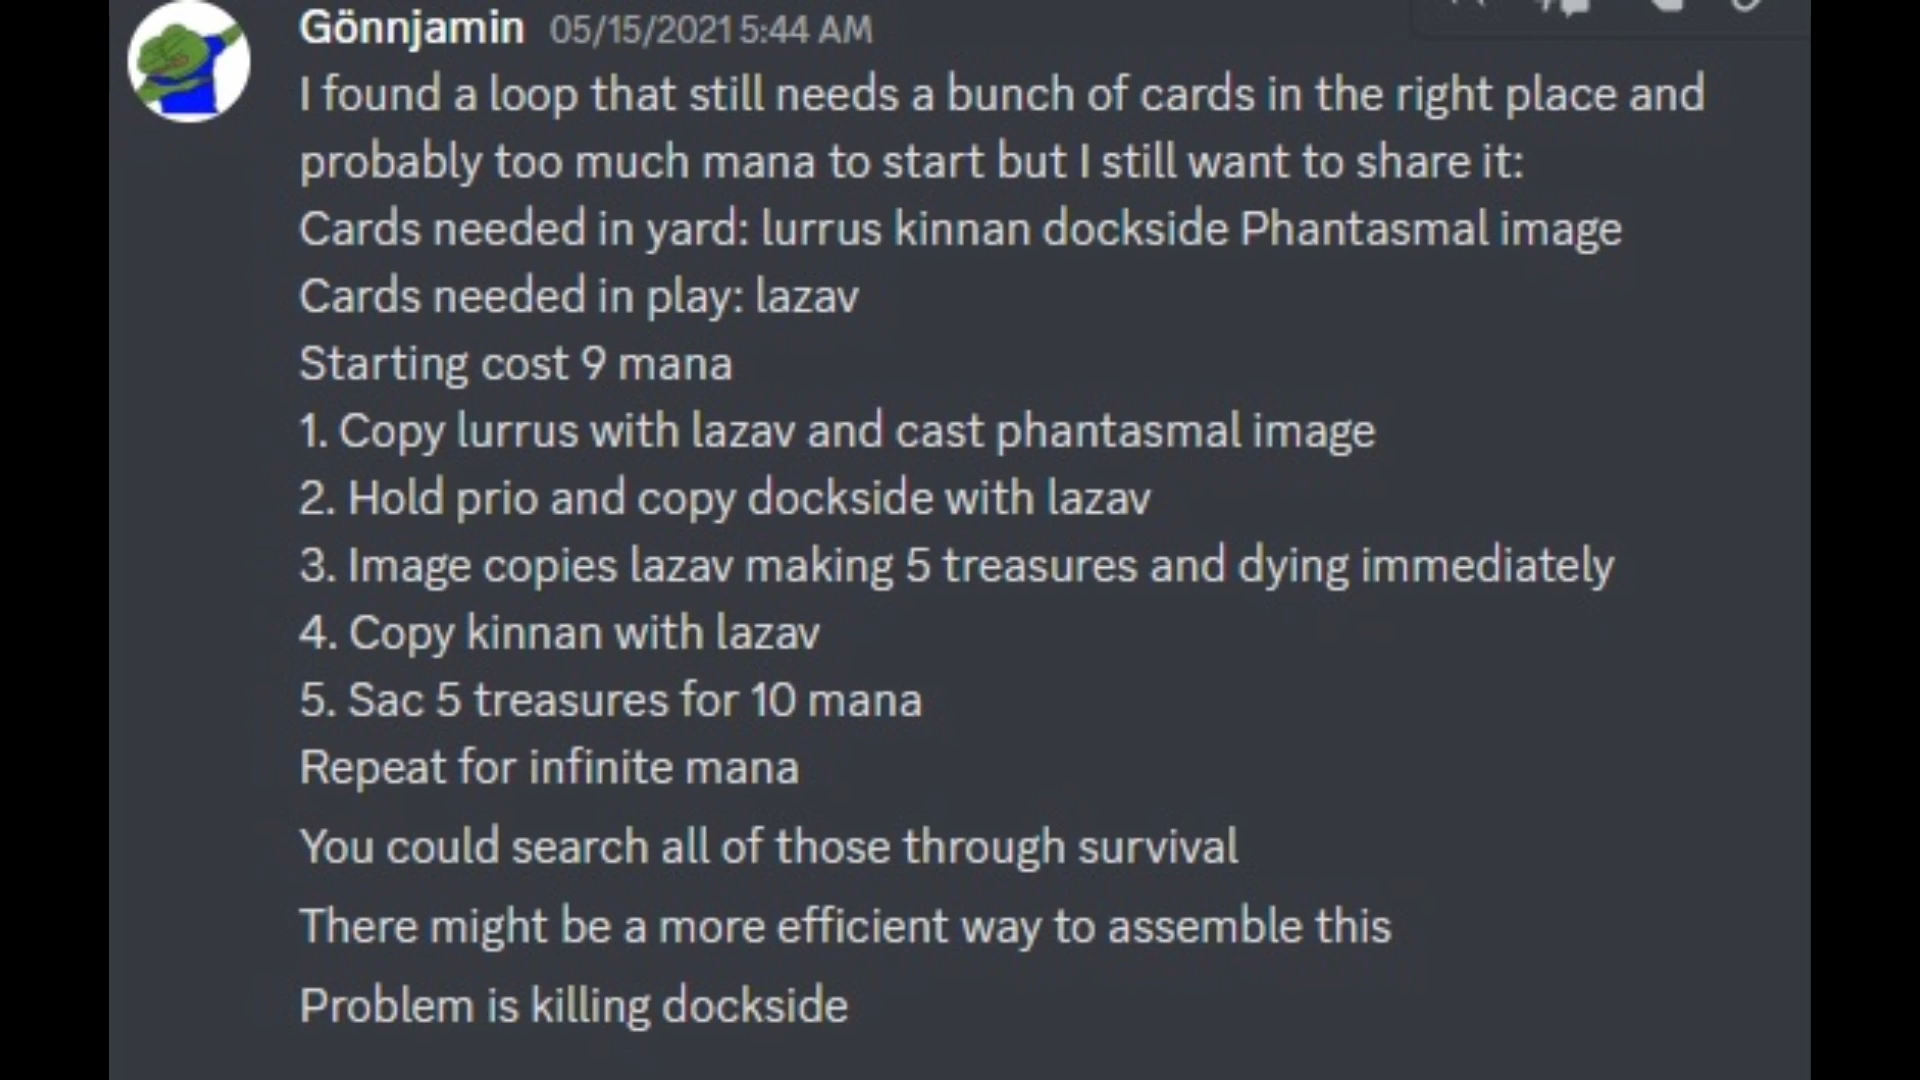 Gönnjamin 05/15/2021 5:44 AM
I found a loop that still needs a bunch of cards in the right place and
probably too much mana to start but I still want to share it:
Cards needed in yard: lurrus kinnan dockside Phantasmal image
Cards needed in play: lazav
Starting cost 9 mana
1. Copy lurrus with lazav and cast phantasmal image
2. Hold prio and copy dockside with lazav
3. Image copies lazav making 5 treasures and dying immediately
4. Copy kinnan with lazav
5. Sac 5 treasures for 10 mana
Repeat for infinite mana
You could search all of those through survival
There might be a more efficient way to assemble this
Problem is killing dockside